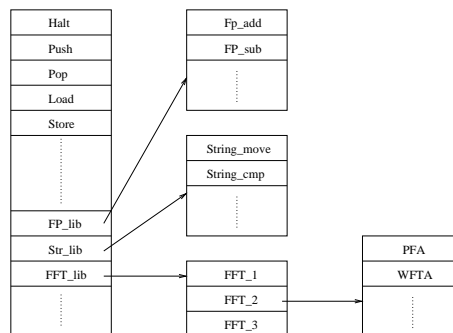 Halt
Push
Pop
Load
Store
FP_lib
Str_lib
FFT_lib
Fp_add
FP_sub
String_move
String_cmp
FFT_1
FFT_2
FFT_3
PFA
WFTA